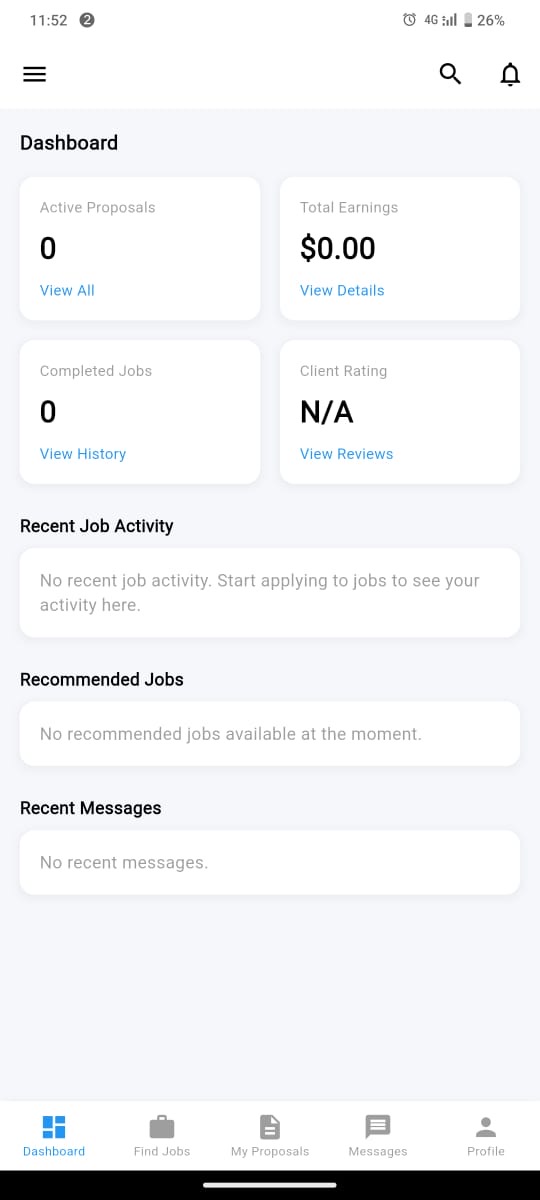 11:52 2 4G 26%
Dashboard
Active Proposals
0
View All
Total Earnings
$0.00
View Details
Completed Jobs
0
View History
Client Rating
N/A
View Reviews
Recent Job Activity
No recent job activity. Start applying to jobs to see your
activity here.
Recommended Jobs
No recommended jobs available at the moment.
Recent Messages
No recent messages.
Dashboard Find Jobs My Proposals Messages Profile